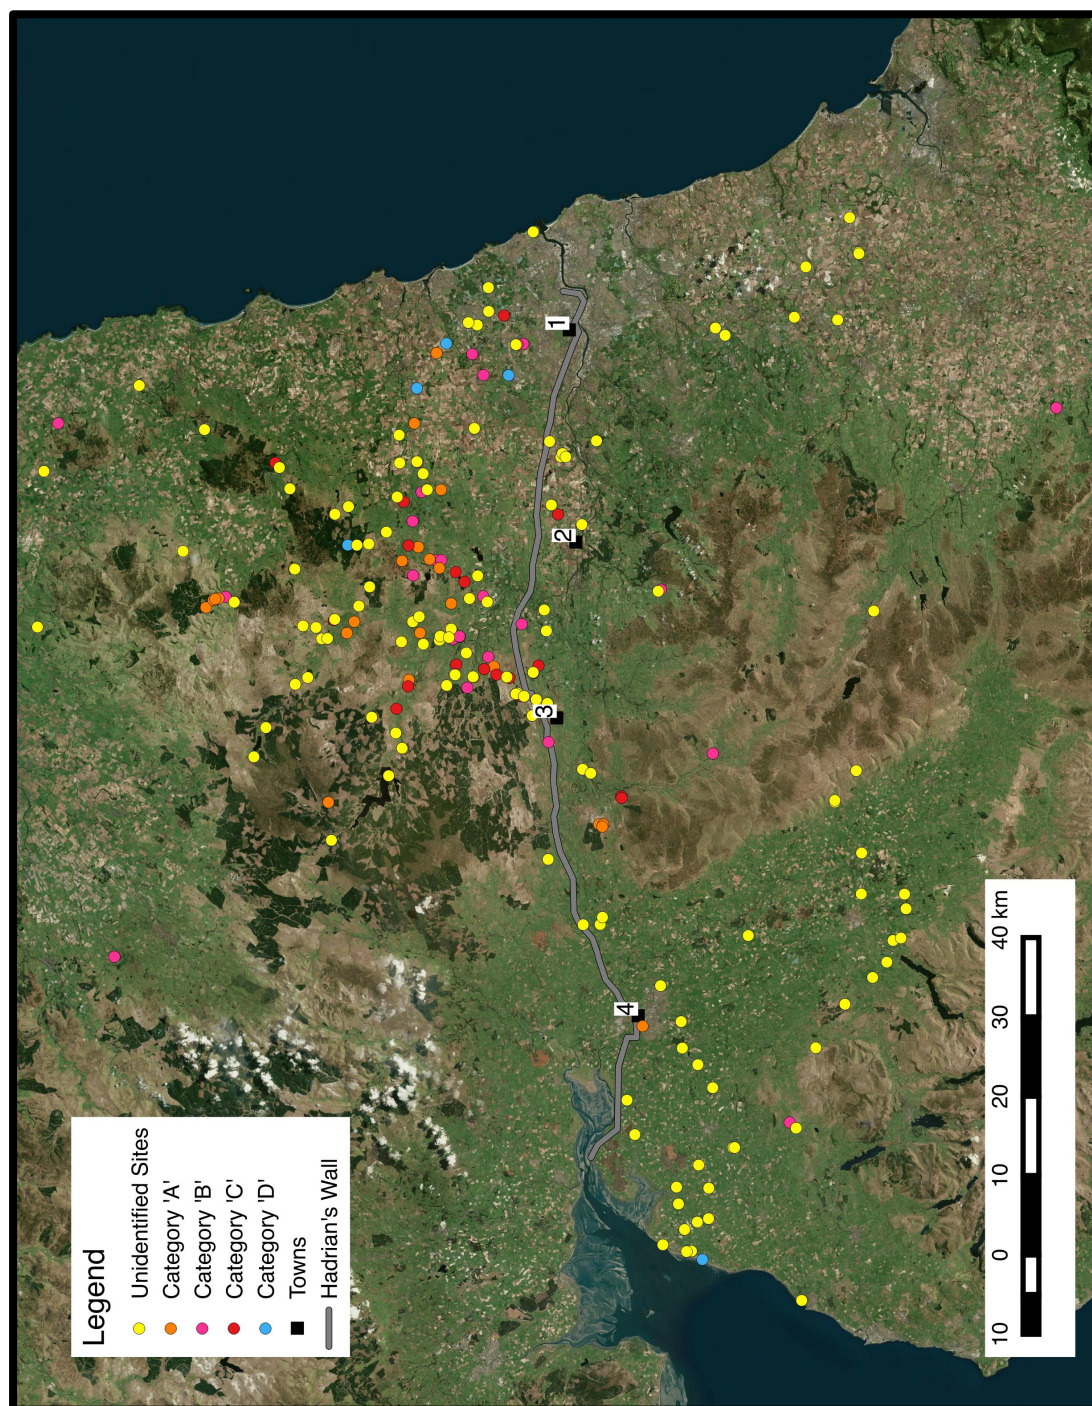 Legend
Unidentified Sites
Category 'A'
Category 'B'
Category 'C'
Category 'D'
Towns
Hadrian's Wall
4
3
2
1
10 0 10 20 30 40 km